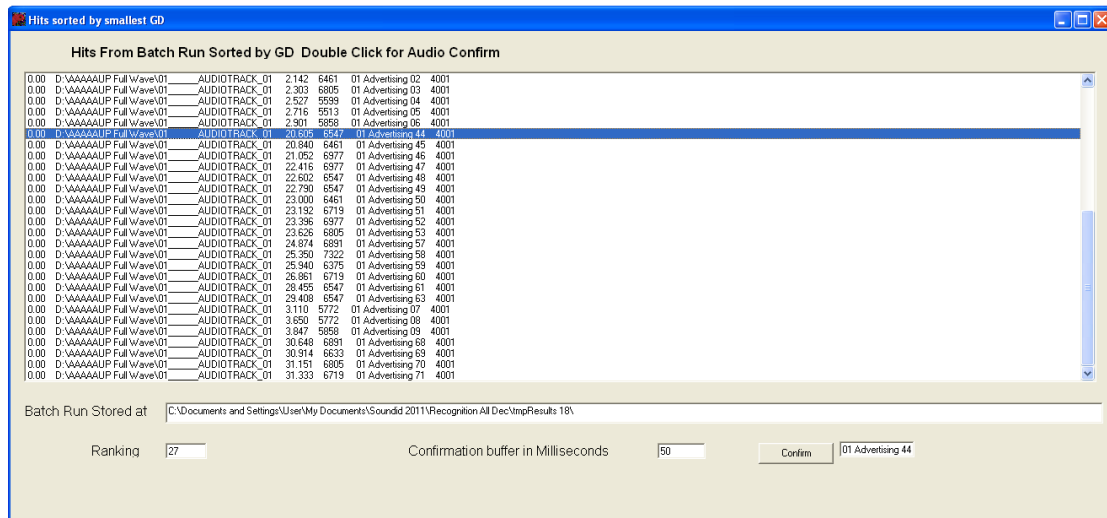 Hits sorted by smallest GD
Hits From Batch Run Sorted by GD Double Click for Audio Confirm
0.00 D:\AAAAAUP Full Wave\01______AUDIOTRACK_01 2.142 6461 01 Advertising 02 4001
0.00 D:\AAAAAUP Full Wave\01______AUDIOTRACK_01 2.303 6805 01 Advertising 03 4001
0.00 D:\AAAAAUP Full Wave\01______AUDIOTRACK_01 2.527 5599 01 Advertising 04 4001
0.00 D:\AAAAAUP Full Wave\01______AUDIOTRACK_01 2.716 5513 01 Advertising 05 4001
0.00 D:\AAAAAUP Full Wave\01______AUDIOTRACK_01 2.901 5858 01 Advertising 06 4001
0.00 D:\AAAAAUP Full Wave\01______AUDIOTRACK_01 20.605 6547 01 Advertising 44 4001
0.00 D:\AAAAAUP Full Wave\01______AUDIOTRACK_01 20.840 6461 01 Advertising 45 4001
0.00 D:\AAAAAUP Full Wave\01______AUDIOTRACK_01 21.052 6977 01 Advertising 46 4001
0.00 D:\AAAAAUP Full Wave\01______AUDIOTRACK_01 22.416 6977 01 Advertising 47 4001
0.00 D:\AAAAAUP Full Wave\01______AUDIOTRACK_01 22.602 6547 01 Advertising 48 4001
0.00 D:\AAAAAUP Full Wave\01______AUDIOTRACK_01 22.790 6547 01 Advertising 49 4001
0.00 D:\AAAAAUP Full Wave\01______AUDIOTRACK_01 23.000 6461 01 Advertising 50 4001
0.00 D:\AAAAAUP Full Wave\01______AUDIOTRACK_01 23.192 6719 01 Advertising 51 4001
0.00 D:\AAAAAUP Full Wave\01______AUDIOTRACK_01 23.396 6977 01 Advertising 52 4001
0.00 D:\AAAAAUP Full Wave\01______AUDIOTRACK_01 23.626 6805 01 Advertising 53 4001
0.00 D:\AAAAAUP Full Wave\01______AUDIOTRACK_01 24.874 6891 01 Advertising 57 4001
0.00 D:\AAAAAUP Full Wave\01______AUDIOTRACK_01 25.350 7322 01 Advertising 58 4001
0.00 D:\AAAAAUP Full Wave\01______AUDIOTRACK_01 25.940 6375 01 Advertising 59 4001
0.00 D:\AAAAAUP Full Wave\01______AUDIOTRACK_01 26.861 6719 01 Advertising 60 4001
0.00 D:\AAAAAUP Full Wave\01______AUDIOTRACK_01 28.455 6547 01 Advertising 61 4001
0.00 D:\AAAAAUP Full Wave\01______AUDIOTRACK_01 29.408 6547 01 Advertising 63 4001
0.00 D:\AAAAAUP Full Wave\01______AUDIOTRACK_01 3.110 5772 01 Advertising 07 4001
0.00 D:\AAAAAUP Full Wave\01______AUDIOTRACK_01 3.650 5772 01 Advertising 08 4001
0.00 D:\AAAAAUP Full Wave\01______AUDIOTRACK_01 3.847 5858 01 Advertising 09 4001
0.00 D:\AAAAAUP Full Wave\01______AUDIOTRACK_01 30.648 6891 01 Advertising 68 4001
0.00 D:\AAAAAUP Full Wave\01______AUDIOTRACK_01 30.914 6633 01 Advertising 69 4001
0.00 D:\AAAAAUP Full Wave\01______AUDIOTRACK_01 31.151 6805 01 Advertising 70 4001
0.00 D:\AAAAAUP Full Wave\01______AUDIOTRACK_01 31.333 6719 01 Advertising 71 4001
Batch Run Stored at C:\Documents and Settings\User\My Documents\Soundid 2011\Recognition All Dec\tmpResults 18\
Ranking 27 Confirmation buffer in Milliseconds 50 Confirm 01 Advertising 44